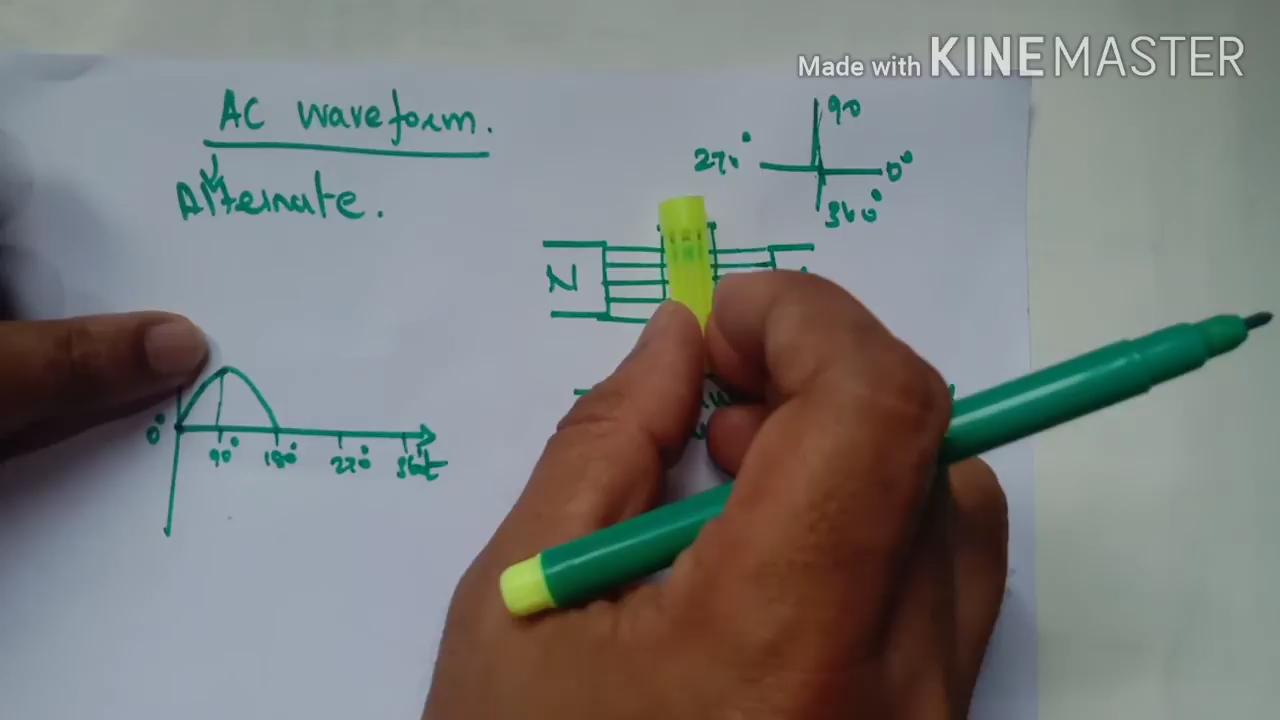 Made with KINEMASTER
AC waveform.
Alternate.
90
270°
0°
360°
N
0°
90°
180°
270°
360°
t